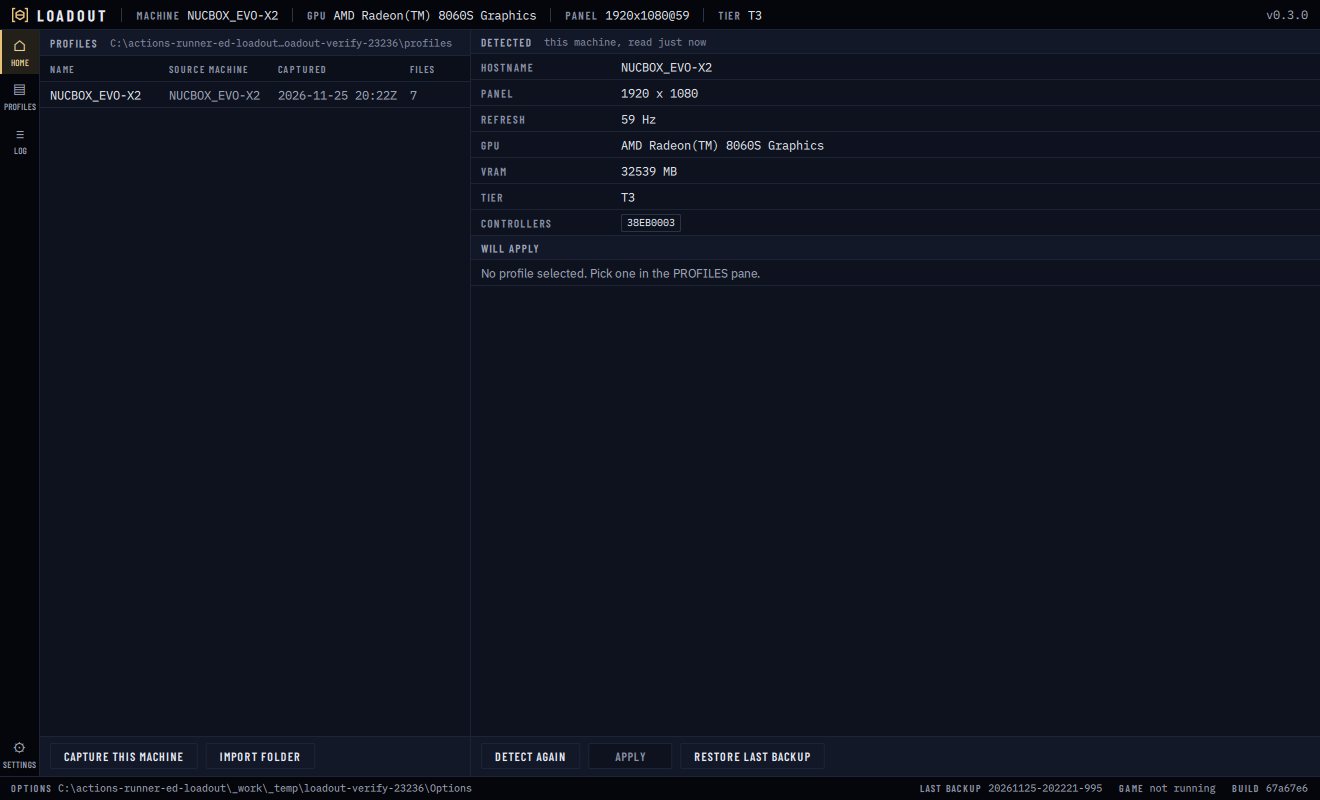 LOADOUT MACHINE NUCBOX_EVO-X2 GPU AMD Radeon(TM) 8060S Graphics PANEL 1920x1080@59 TIER T3 v0.3.0
HOME
PROFILES
LOG
SETTINGS
PROFILES C:\actions-runner-ed-loadout…oadout-verify-23236\profiles
NAME SOURCE MACHINE CAPTURED FILES
NUCBOX_EVO-X2 NUCBOX_EVO-X2 2026-11-25 20:22Z 7
CAPTURE THIS MACHINE IMPORT FOLDER
DETECTED this machine, read just now
HOSTNAME NUCBOX_EVO-X2
PANEL 1920 x 1080
REFRESH 59 Hz
GPU AMD Radeon(TM) 8060S Graphics
VRAM 32539 MB
TIER T3
CONTROLLERS 38EB0003
WILL APPLY
No profile selected. Pick one in the PROFILES pane.
DETECT AGAIN APPLY RESTORE LAST BACKUP
OPTIONS C:\actions-runner-ed-loadout\_work\_temp\loadout-verify-23236\Options LAST BACKUP 20261125-202221-995 GAME not running BUILD 67a67e6